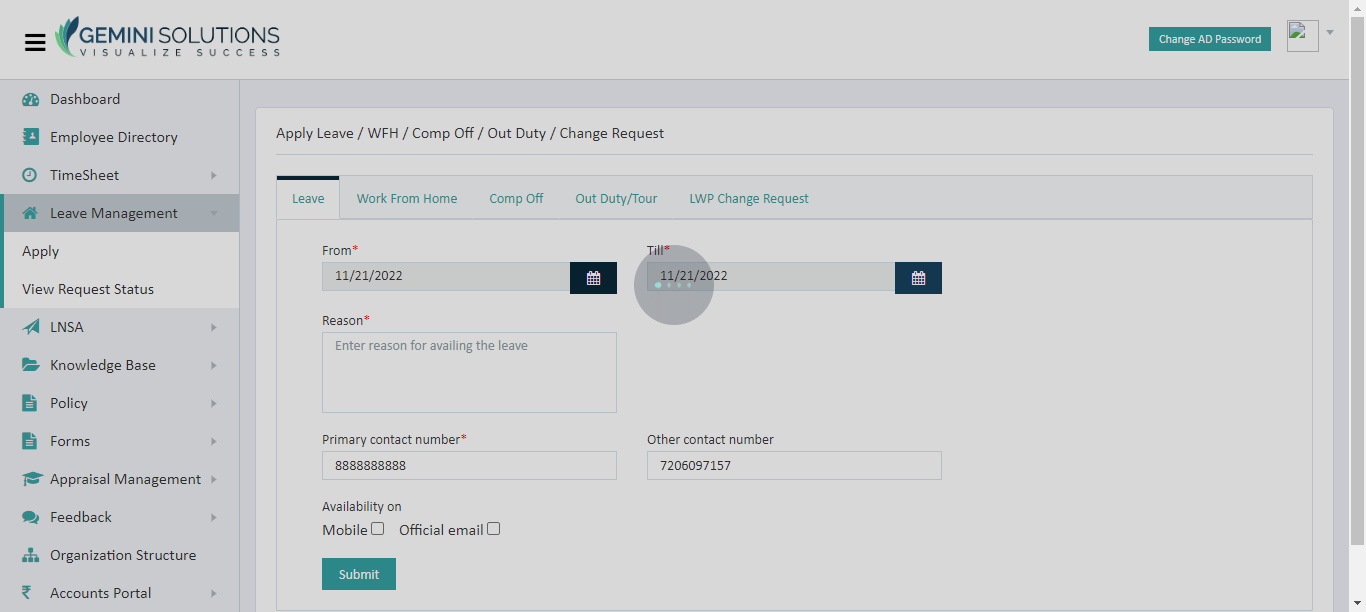 GEMINI SOLUTIONS
VISUALIZE SUCCESS
Change AD Password
Dashboard
Employee Directory
TimeSheet
Leave Management
Apply
View Request Status
LNSA
Knowledge Base
Policy
Forms
Appraisal Management
Feedback
Organization Structure
Accounts Portal
Apply Leave / WFH / Comp Off / Out Duty / Change Request
Leave Work From Home Comp Off Out Duty/Tour LWP Change Request
From* Till*
11/21/2022 11/21/2022
Reason*
Enter reason for availing the leave
Primary contact number* Other contact number
8888888888 7206097157
Availability on
Mobile Official email
Submit